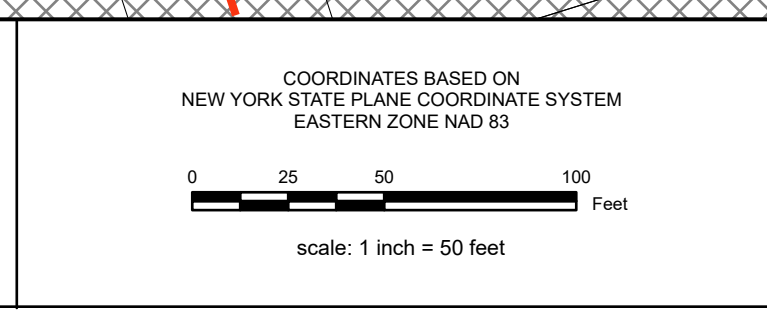 COORDINATES BASED ON
NEW YORK STATE PLANE COORDINATE SYSTEM
EASTERN ZONE NAD 83
0 25 50 100
Feet
scale: 1 inch = 50 feet